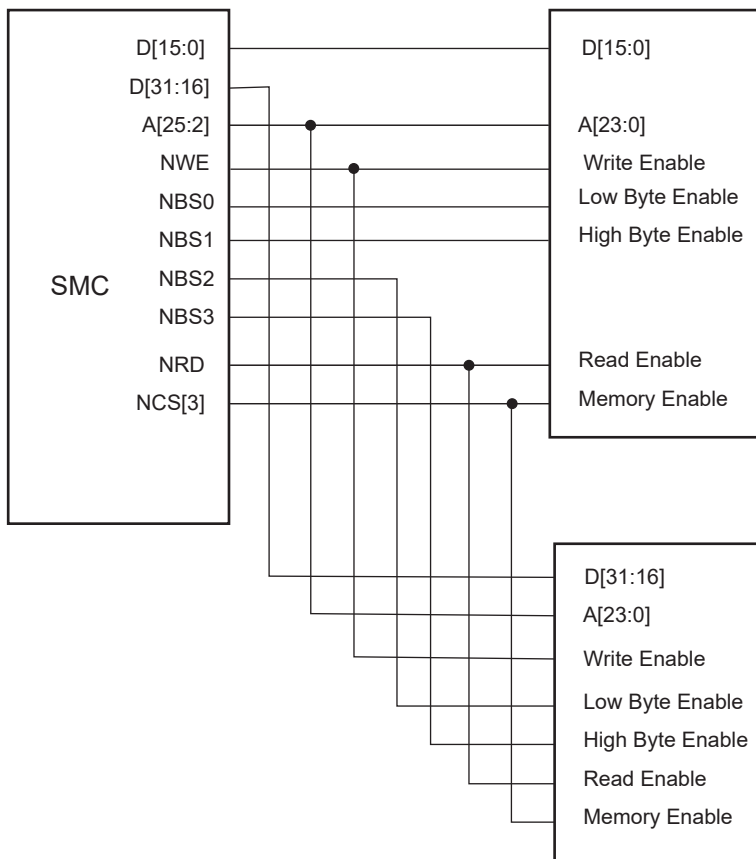 D[15:0]
D[31:16]
A[25:2]
NWE
NBS0
NBS1
NBS2
NBS3
NRD
NCS[3]
SMC
D[15:0]
A[23:0]
Write Enable
Low Byte Enable
High Byte Enable
Read Enable
Memory Enable
D[31:16]
A[23:0]
Write Enable
Low Byte Enable
High Byte Enable
Read Enable
Memory Enable